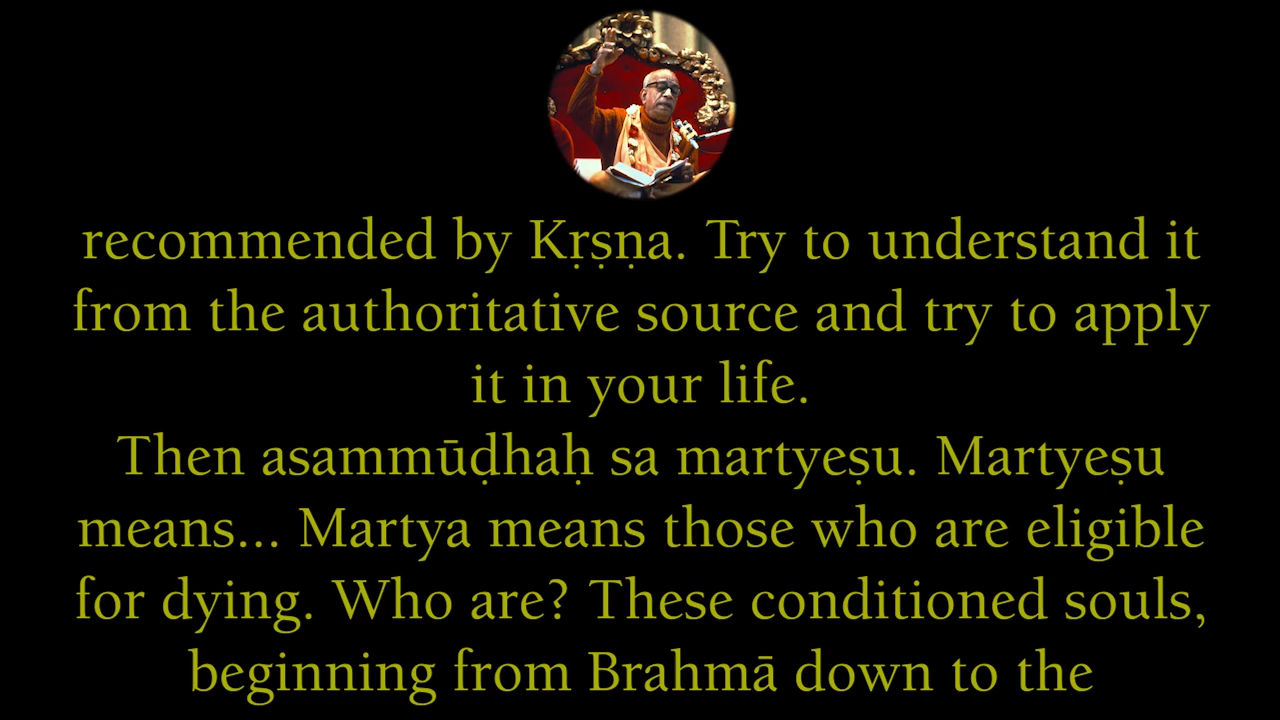 recommended by Kṛṣṇa. Try to understand it
from the authoritative source and try to apply
it in your life.
Then asammūḍhaḥ sa martyeṣu. Martyeṣu
means... Martya means those who are eligible
for dying. Who are? These conditioned souls,
beginning from Brahmā down to the